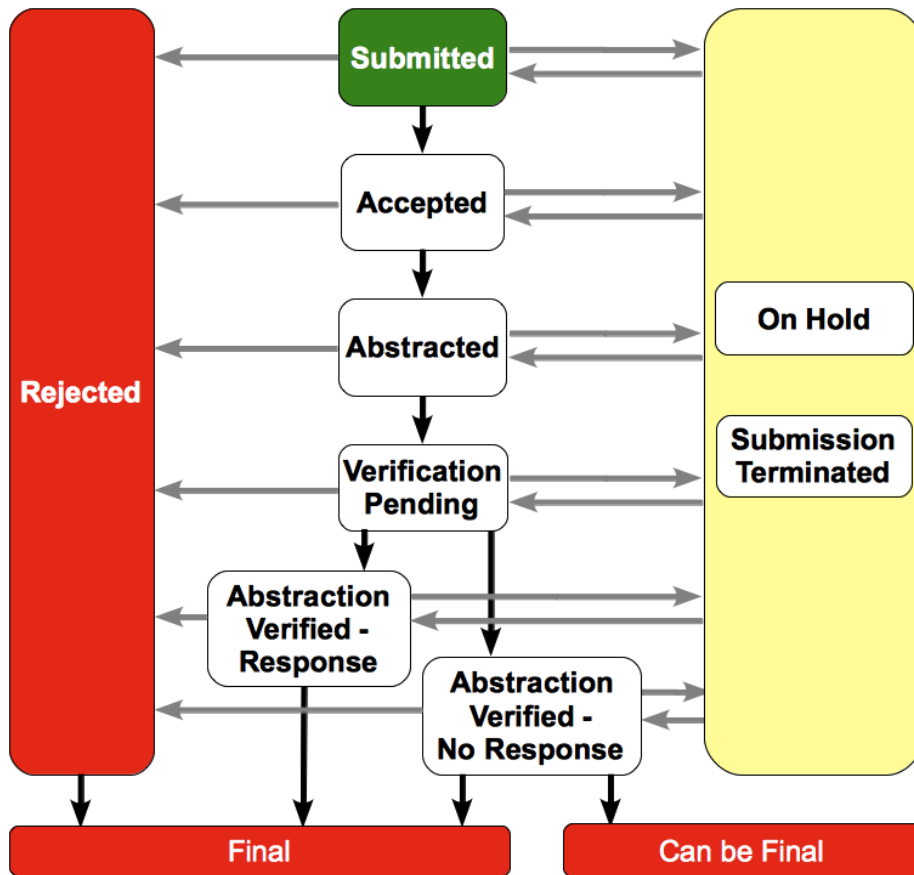 Submitted
Accepted
Abstracted
On Hold
Rejected
Submission
Terminated
Verification
Pending
Abstraction
Verified -
Response
Abstraction
Verified -
No Response
Final
Can be Final